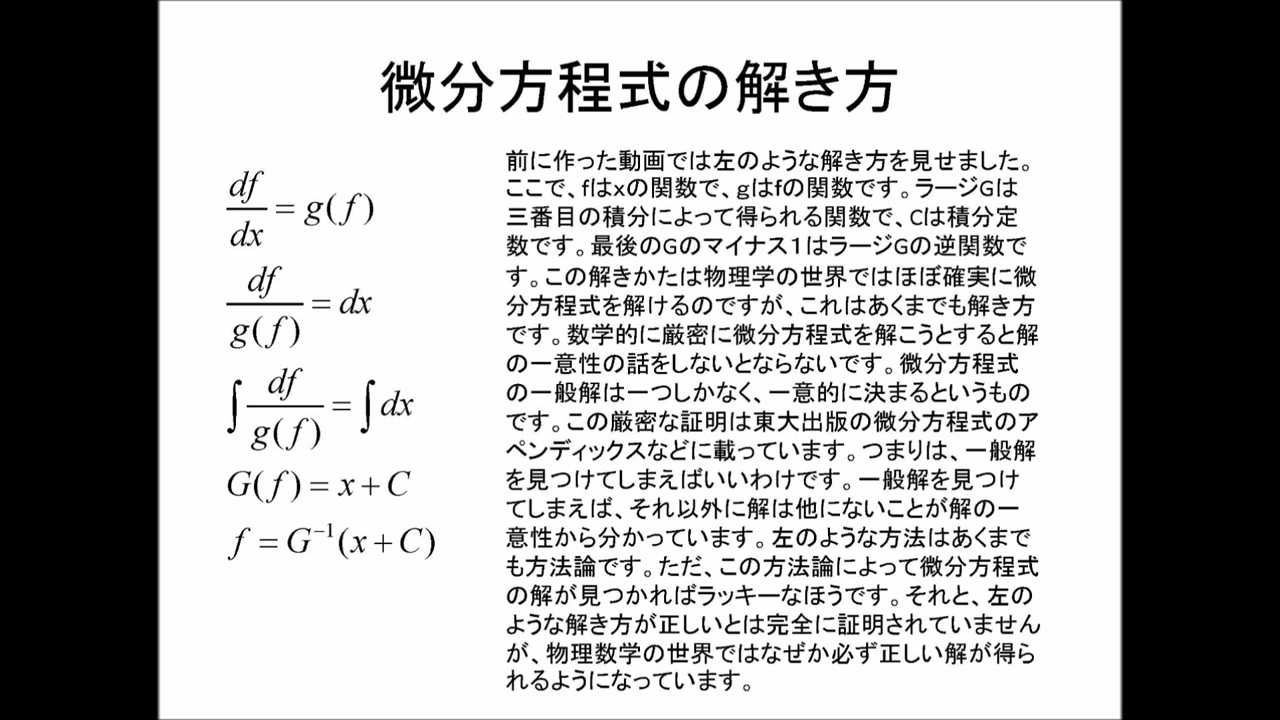 微分方程式の解き方
df/dx = g(f)
df/g(f) = dx
∫ df/g(f) = ∫ dx
G(f) = x + C
f = G⁻¹(x + C)
前に作った動画では左のような解き方を見せました。
ここで、fはxの関数で、gはfの関数です。ラージGは
三番目の積分によって得られる関数で、Cは積分定
数です。最後のGのマイナス１はラージGの逆関数で
す。この解きかたは物理学の世界ではほぼ確実に微
分方程式を解けるのですが、これはあくまでも解き方
です。数学的に厳密に微分方程式を解こうとすると解
の一意性の話をしないとならないです。微分方程式
の一般解は一つしかなく、一意的に決まるというもの
です。この厳密な証明は東大出版の微分方程式のア
ペンディックスなどに載っています。つまりは、一般解
を見つけてしまえばいいわけです。一般解を見つけ
てしまえば、それ以外に解は他にないことが解の一
意性から分かっています。左のような方法はあくまで
も方法論です。ただ、この方法論によって微分方程式
の解が見つかればラッキーなほうです。それと、左の
ような解き方が正しいとは完全に証明されていません
が、物理数学の世界ではなぜか必ず正しい解が得ら
れるようになっています。